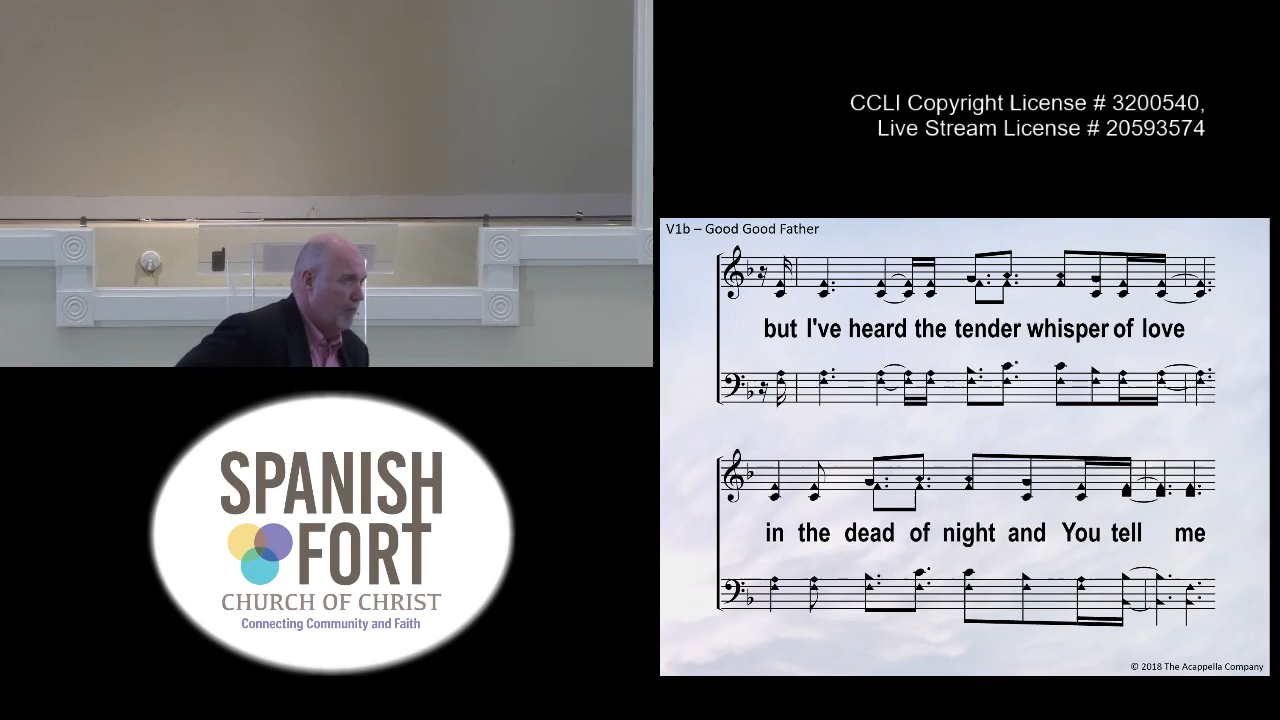 CCLI Copyright License # 3200540,
Live Stream License # 20593574
V1b – Good Good Father
but I've heard the tender whisper of love
in the dead of night and You tell me
© 2018 The Acappella Company
SPANISH
FORT
CHURCH OF CHRIST
Connecting Community and Faith